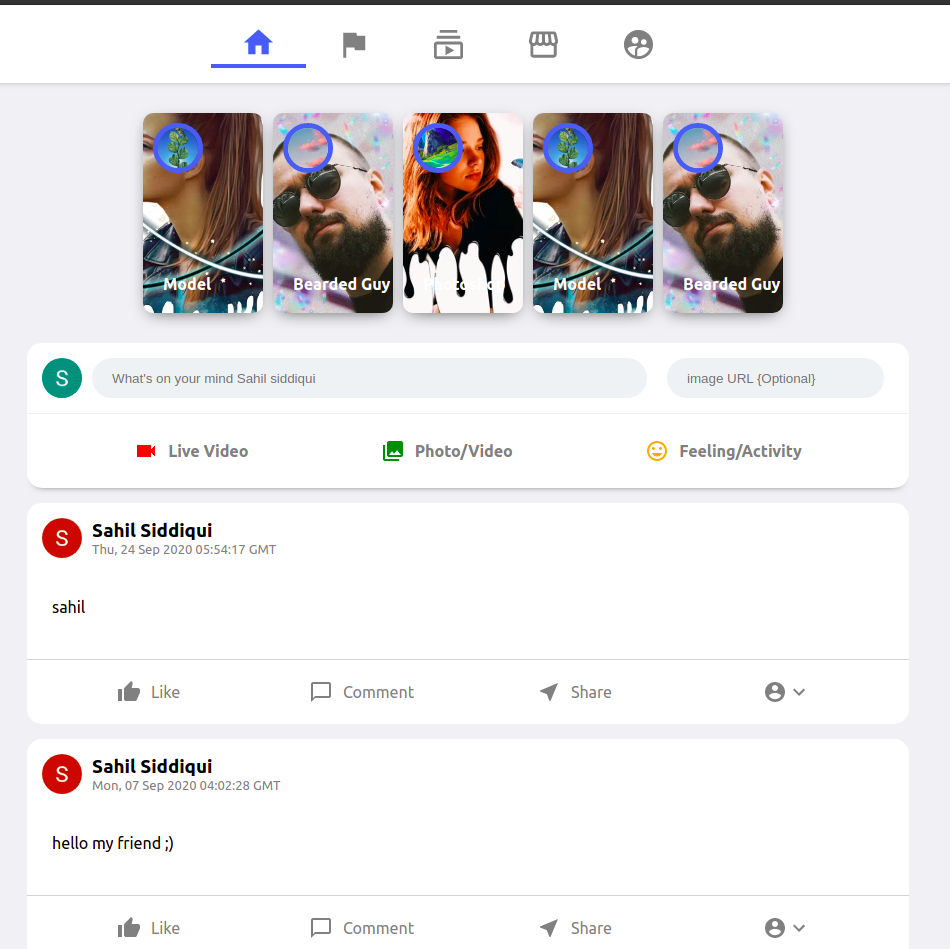 Model
Bearded Guy
Photoshop
Model
Bearded Guy
S
What's on your mind Sahil siddiqui
image URL {Optional}
Live Video
Photo/Video
Feeling/Activity
S
Sahil Siddiqui
Thu, 24 Sep 2020 05:54:17 GMT
sahil
Like
Comment
Share
S
Sahil Siddiqui
Mon, 07 Sep 2020 04:02:28 GMT
hello my friend ;)
Like
Comment
Share